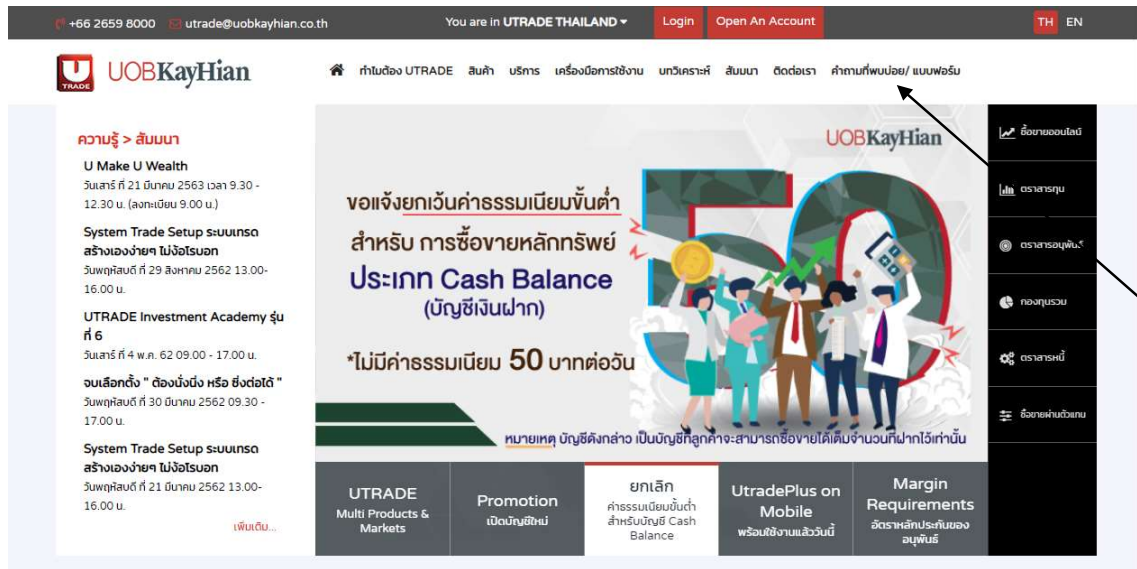 +66 2659 8000 utrade@uobkayhian.co.th You are in UTRADE THAILAND Login Open An Account TH EN
U TRADE UOBKayHian
ทำไมต้อง UTRADE สินค้า บริการ เครื่องมือการใช้งาน บทวิเคราะห์ สัมมนา ติดต่อเรา คำถามที่พบบ่อย/ แบบฟอร์ม
ความรู้ > สัมมนา
U Make U Wealth
วันเสาร์ ที่ 21 มีนาคม 2563 เวลา 9.30 -
12.30 น. (ลงทะเบียน 9.00 น.)
System Trade Setup ระบบเทรด
สร้างเองง่ายๆ ไม่ง้อโรบอท
วันพฤหัสบดี ที่ 29 สิงหาคม 2562 13.00-
16.00 น.
UTRADE Investment Academy รุ่น
ที่ 6
วันเสาร์ ที่ 4 พ.ค. 62 09.00 - 17.00 น.
จบเลือกตั้ง " ต้องนั่งนิ่ง หรือ ซิ่งต่อได้ "
วันพฤหัสบดี ที่ 30 มีนาคม 2562 09.30 -
17.00 น.
System Trade Setup ระบบเทรด
สร้างเองง่ายๆ ไม่ง้อโรบอท
วันพฤหัสบดี ที่ 21 มีนาคม 2562 13.00-
16.00 น.
เพิ่มเติม...
UOBKayHian
ขอแจ้งยกเว้นค่าธรรมเนียมขั้นต่ำ
สำหรับ การซื้อขายหลักทรัพย์
ประเภท Cash Balance
(บัญชีเงินฝาก)
*ไม่มีค่าธรรมเนียม 50 บาทต่อวัน
50
หมายเหตุ บัญชีดังกล่าว เป็นบัญชีที่ลูกค้าจะสามารถซื้อขายได้เต็มจำนวนที่ฝากไว้เท่านั้น
UTRADE
Multi Products &
Markets
Promotion
เปิดบัญชีใหม่
ยกเลิก
ค่าธรรมเนียมขั้นต่ำ
สำหรับบัญชี Cash
Balance
UtradePlus on
Mobile
พร้อมใช้งานแล้ววันนี้
Margin
Requirements
อัตราหลักประกันของ
อนุพันธ์
ซื้อขายออนไลน์
ตราสารทุน
ตราสารอนุพันธ์
กองทุนรวม
ตราสารหนี้
ซื้อขายผ่านตัวแทน